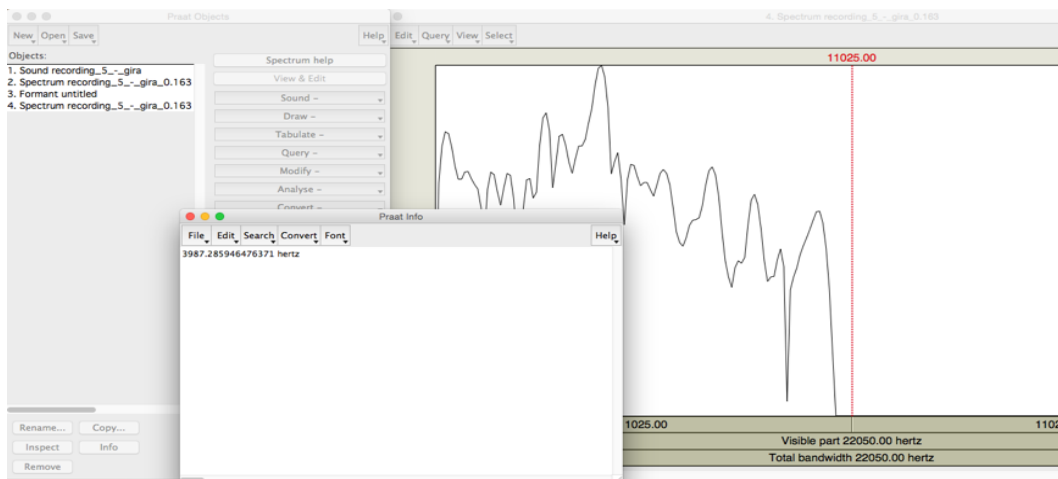 Praat Objects
New Open Save Help
Objects:
1. Sound recording_5_-_gira
2. Spectrum recording_5_-_gira_0.163
3. Formant untitled
4. Spectrum recording_5_-_gira_0.163
Spectrum help
View & Edit
Sound -
Draw -
Tabulate -
Query -
Modify -
Analyse -
Convert -
Rename... Copy...
Inspect Info
Remove
4. Spectrum recording_5_-_gira_0.163
Edit Query View Select
11025.00
1025.00 1102
Visible part 22050.00 hertz
Total bandwidth 22050.00 hertz
Praat Info
File Edit Search Convert Font Help
3987.285946476371 hertz